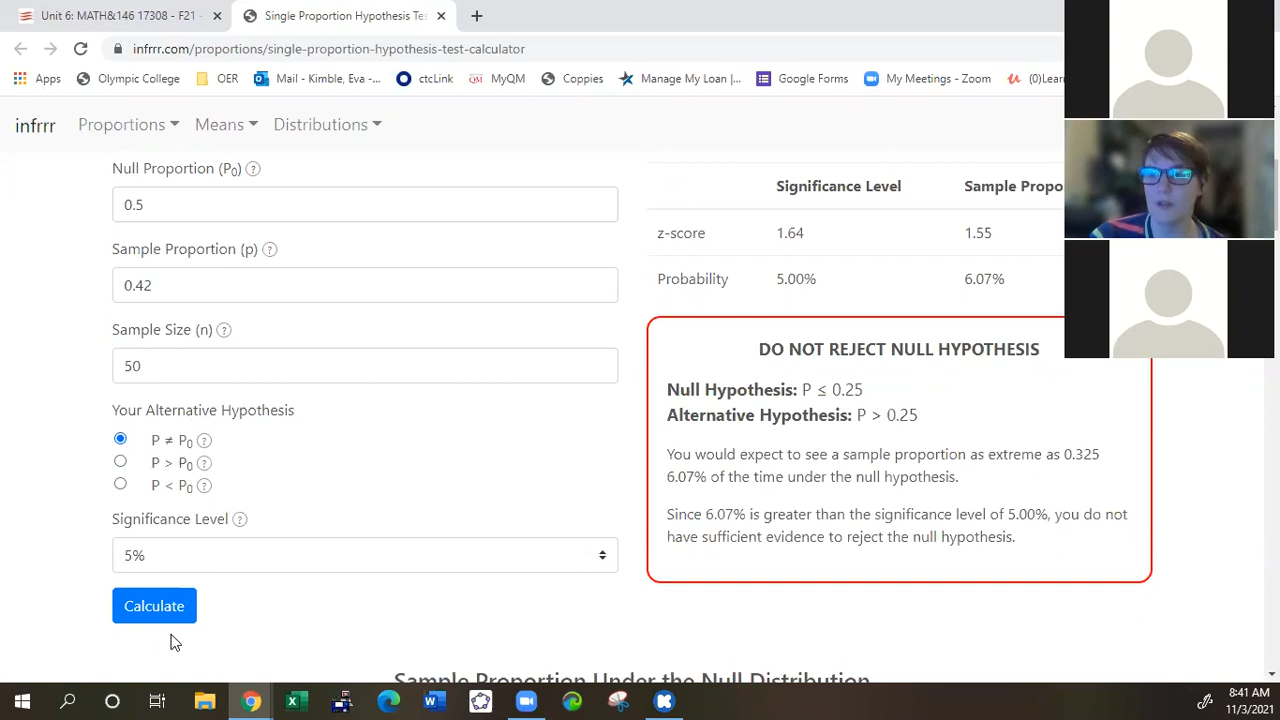 Unit 6: MATH&146 17308 - F21 -
Single Proportion Hypothesis Te
infrrr.com/proportions/single-proportion-hypothesis-test-calculator
Apps
Olympic College
OER
Mail - Kimble, Eva -...
ctcLink
QM
MyQM
Coppies
Manage My Loan |...
Google Forms
My Meetings - Zoom
(0)Lear
infrrr
Proportions
Means
Distributions
Null Proportion (P0) ?
0.5
Sample Proportion (p) ?
0.42
Sample Size (n) ?
50
Your Alternative Hypothesis
P ≠ P0 ?
P > P0 ?
P < P0 ?
Significance Level ?
5%
Calculate
Significance Level Sample Propo
z-score 1.64 1.55
Probability 5.00% 6.07%
DO NOT REJECT NULL HYPOTHESIS
Null Hypothesis: P ≤ 0.25
Alternative Hypothesis: P > 0.25
You would expect to see a sample proportion as extreme as 0.325
6.07% of the time under the null hypothesis.
Since 6.07% is greater than the significance level of 5.00%, you do not
have sufficient evidence to reject the null hypothesis.
Sample Proportion Under the Null Distribution
8:41 AM
11/3/2021